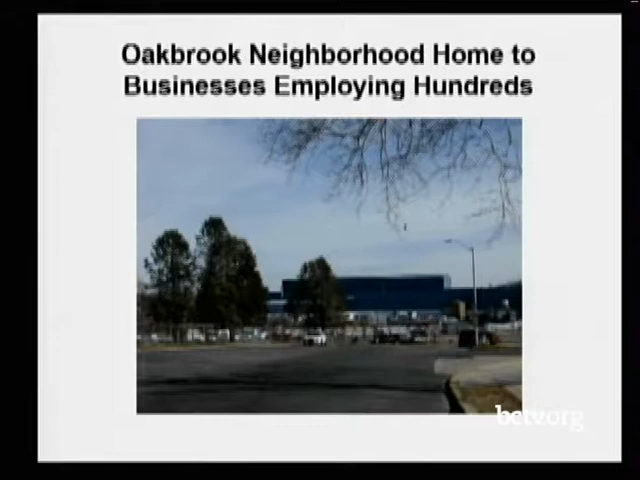 Oakbrook Neighborhood Home to
Businesses Employing Hundreds
bctv.org